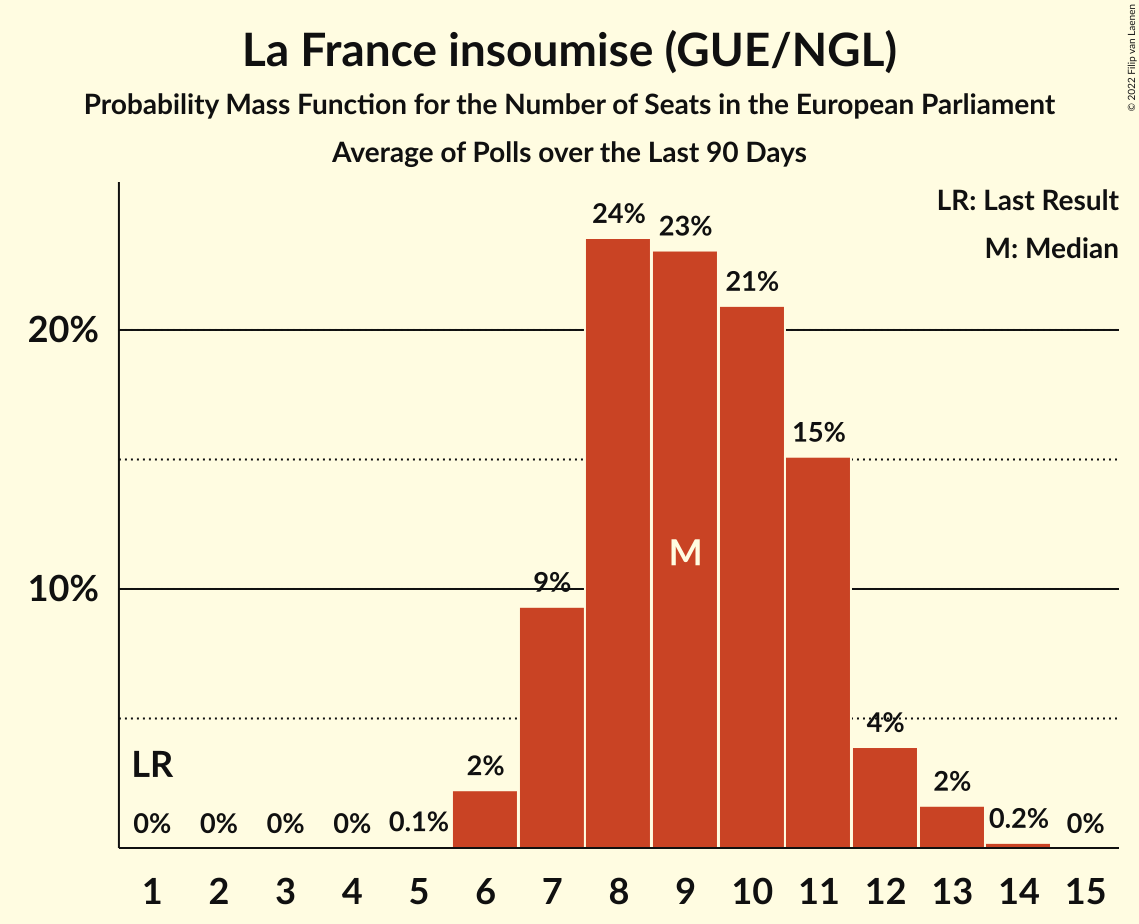 La France insoumise (GUE/NGL)
Probability Mass Function for the Number of Seats in the European Parliament
Average of Polls over the Last 90 Days
© 2022 Filip van Laenen
LR: Last Result
M: Median
24%
23%
21%
20%
15%
M
9%
10%
4%
LR
2%
2%
0%
0%
0%
0%
0.1%
0.2%
0%
1 2 3 4 5 6 7 8 9 10 11 12 13 14 15